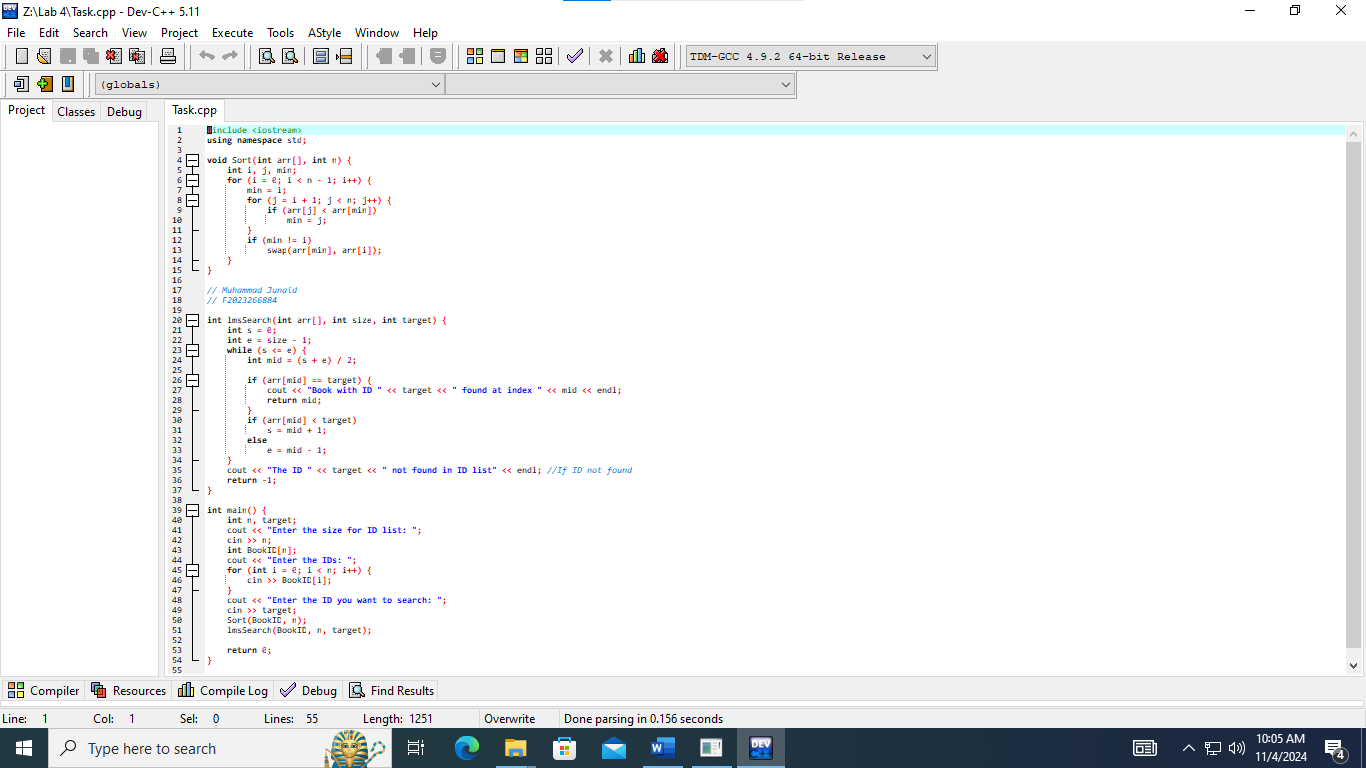 Z:\Lab 4\Task.cpp - Dev-C++ 5.11
File Edit Search View Project Execute Tools AStyle Window Help
TDM-GCC 4.9.2 64-bit Release
(globals)
Project Classes Debug Task.cpp
1 #include <iostream>
2 using namespace std;
3
4 void Sort(int arr[], int n) {
5     int i, j, min;
6     for (i = 0; i < n - 1; i++) {
7         min = i;
8         for (j = i + 1; j < n; j++) {
9             if (arr[j] < arr[min])
10                 min = j;
11         }
12         if (min != i)
13             swap(arr[min], arr[i]);
14     }
15 }
16
17 // Muhammad Junaid
18 // F2023266884
19
20 int lmsSearch(int arr[], int size, int target) {
21     int s = 0;
22     int e = size - 1;
23     while (s <= e) {
24         int mid = (s + e) / 2;
25
26         if (arr[mid] == target) {
27             cout << "Book with ID " << target << " found at index " << mid << endl;
28             return mid;
29         }
30         if (arr[mid] < target)
31             s = mid + 1;
32         else
33             e = mid - 1;
34     }
35     cout << "The ID " << target << " not found in ID list" << endl; //If ID not found
36     return -1;
37 }
38
39 int main() {
40     int n, target;
41     cout << "Enter the size for ID list: ";
42     cin >> n;
43     int BookID[n];
44     cout << "Enter the IDs: ";
45     for (int i = 0; i < n; i++) {
46         cin >> BookID[i];
47     }
48     cout << "Enter the ID you want to search: ";
49     cin >> target;
50     Sort(BookID, n);
51     lmsSearch(BookID, n, target);
52
53     return 0;
54 }
55
Compiler Resources Compile Log Debug Find Results
Line: 1 Col: 1 Sel: 0 Lines: 55 Length: 1251 Overwrite Done parsing in 0.156 seconds
Type here to search
DEV
10:05 AM
11/4/2024
4